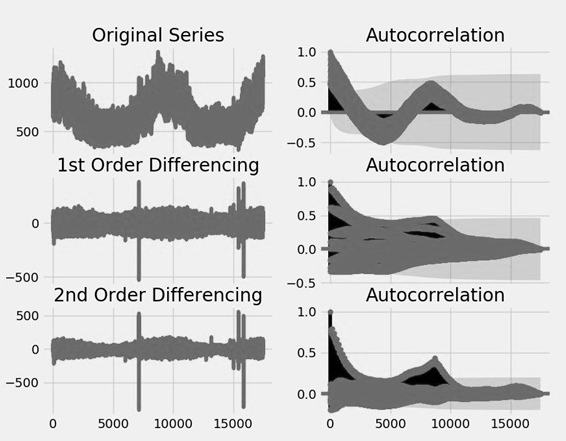 Original Series
Autocorrelation
1000
500
1.0
0.5
0.0
−0.5
1st Order Differencing
Autocorrelation
0
−500
1.0
0.5
0.0
−0.5
2nd Order Differencing
Autocorrelation
500
0
−500
1.0
0.5
0.0
0 5000 10000 15000
0 5000 10000 15000